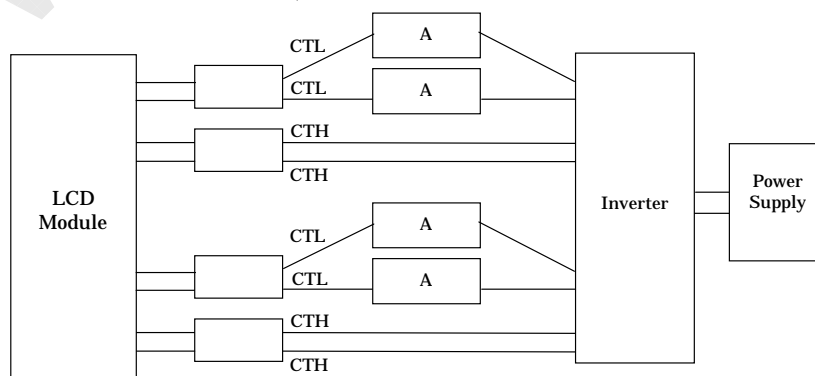 CTL
A
CTL
A
CTH
CTH
LCD
Module
Inverter
Power
Supply
CTL
A
CTL
A
CTH
CTH